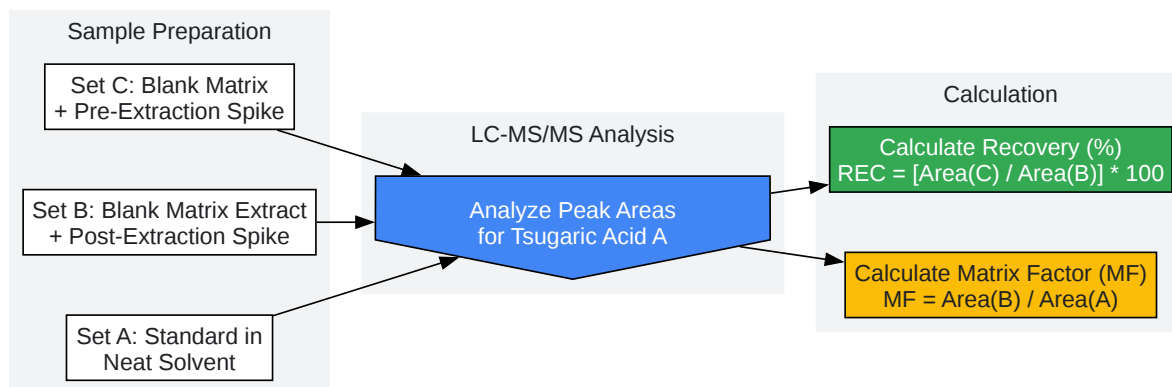 Sample Preparation
Set C: Blank Matrix
+ Pre-Extraction Spike
Set B: Blank Matrix Extract
+ Post-Extraction Spike
Set A: Standard in
Neat Solvent
LC-MS/MS Analysis
Analyze Peak Areas
for Tsugaric Acid A
Calculation
Calculate Recovery (%)
REC = [Area(C) / Area(B)] * 100
Calculate Matrix Factor (MF)
MF = Area(B) / Area(A)